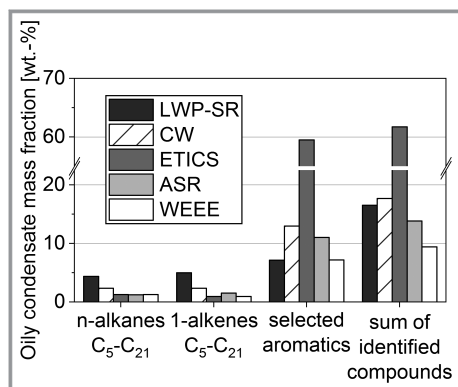 Oily condensate mass fraction [wt.-%]
70
60
20
10
0
LWP-SR
CW
ETICS
ASR
WEEE
n-alkanes
C₅-C₂₁
1-alkenes
C₅-C₂₁
selected
aromatics
sum of
identified
compounds